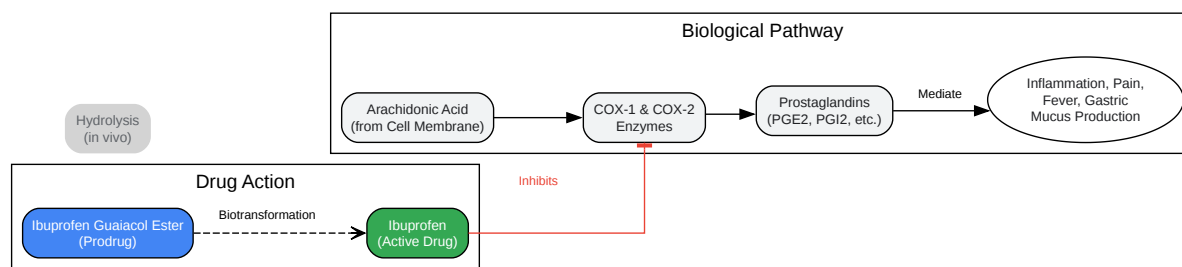 Biological Pathway
Arachidonic Acid
(from Cell Membrane)
COX-1 & COX-2
Enzymes
Prostaglandins
(PGE2, PGI2, etc.)
Mediate
Inflammation, Pain,
Fever, Gastric
Mucus Production
Hydrolysis
(in vivo)
Drug Action
Ibuprofen Guaiacol Ester
(Prodrug)
Biotransformation
Ibuprofen
(Active Drug)
Inhibits